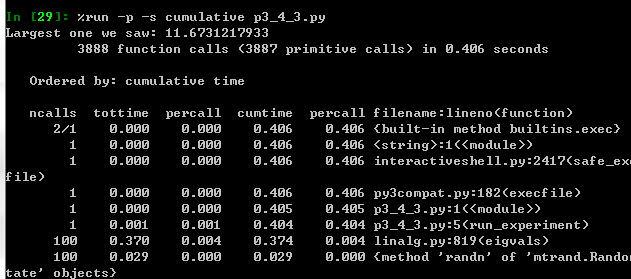 In [29]: %run -p -s cumulative p3_4_3.py
Largest one we saw: 11.6731217933
3888 function calls (3887 primitive calls) in 0.406 seconds
Ordered by: cumulative time
ncalls tottime percall cumtime percall filename:lineno(function)
2/1 0.000 0.000 0.406 0.406 {built-in method builtins.exec}
1 0.000 0.000 0.406 0.406 <string>:1(<module>)
1 0.000 0.000 0.406 0.406 interactiveshell.py:2417(safe_exe
file)
1 0.000 0.000 0.406 0.406 py3compat.py:182(execfile)
1 0.000 0.000 0.405 0.405 p3_4_3.py:1(<module>)
1 0.001 0.001 0.404 0.404 p3_4_3.py:5(run_experiment)
100 0.370 0.004 0.374 0.004 linalg.py:819(eigvals)
100 0.029 0.000 0.029 0.000 {method 'randn' of 'mtrand.Rando
tate' objects}